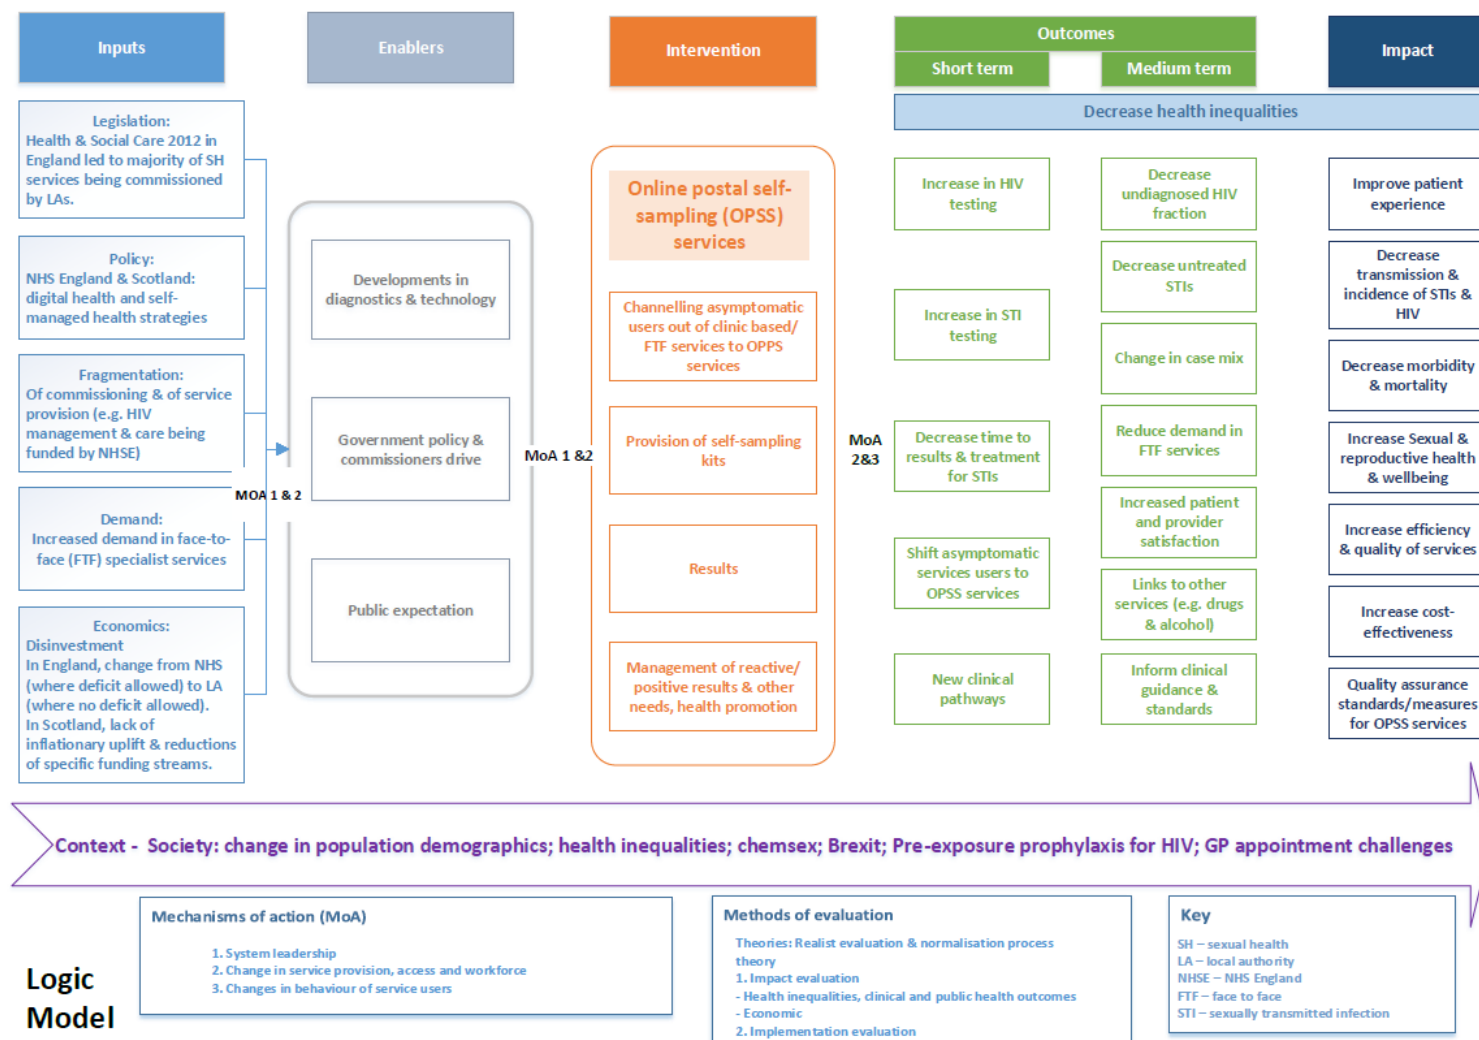 Inputs
Enablers
Intervention
Outcomes
Short term
Medium term
Impact
Decrease health inequalities
Legislation:
Health & Social Care 2012 in
England led to majority of SH
services being commissioned
by LAs.
Policy:
NHS England & Scotland:
digital health and self-
managed health strategies
Fragmentation:
Of commissioning & of service
provision (e.g. HIV
management & care being
funded by NHSE)
Demand:
Increased demand in face-to-
face (FTF) specialist services
Economics:
Disinvestment
In England, change from NHS
(where deficit allowed) to LA
(where no deficit allowed).
In Scotland, lack of
inflationary uplift & reductions
of specific funding streams.
MOA 1 & 2
Developments in
diagnostics & technology
Government policy &
commissioners drive
Public expectation
MoA 1 &2
Online postal self-
sampling (OPSS)
services
Channelling asymptomatic
users out of clinic based/
FTF services to OPPS
services
Provision of self-sampling
kits
Results
Management of reactive/
positive results & other
needs, health promotion
MoA
2&3
Increase in HIV
testing
Increase in STI
testing
Decrease time to
results & treatment
for STIs
Shift asymptomatic
services users to
OPSS services
New clinical
pathways
Decrease
undiagnosed HIV
fraction
Decrease untreated
STIs
Change in case mix
Reduce demand in
FTF services
Increased patient
and provider
satisfaction
Links to other
services (e.g. drugs
& alcohol)
Inform clinical
guidance &
standards
Improve patient
experience
Decrease
transmission &
incidence of STIs &
HIV
Decrease morbidity
& mortality
Increase Sexual &
reproductive health
& wellbeing
Increase efficiency
& quality of services
Increase cost-
effectiveness
Quality assurance
standards/measures
for OPSS services
Context - Society: change in population demographics; health inequalities; chemsex; Brexit; Pre-exposure prophylaxis for HIV; GP appointment challenges
Logic
Model
Mechanisms of action (MoA)
1. System leadership
2. Change in service provision, access and workforce
3. Changes in behaviour of service users
Methods of evaluation
Theories: Realist evaluation & normalisation process
theory
1. Impact evaluation
- Health inequalities, clinical and public health outcomes
- Economic
2. Implementation evaluation
Key
SH – sexual health
LA – local authority
NHSE – NHS England
FTF – face to face
STI – sexually transmitted infection